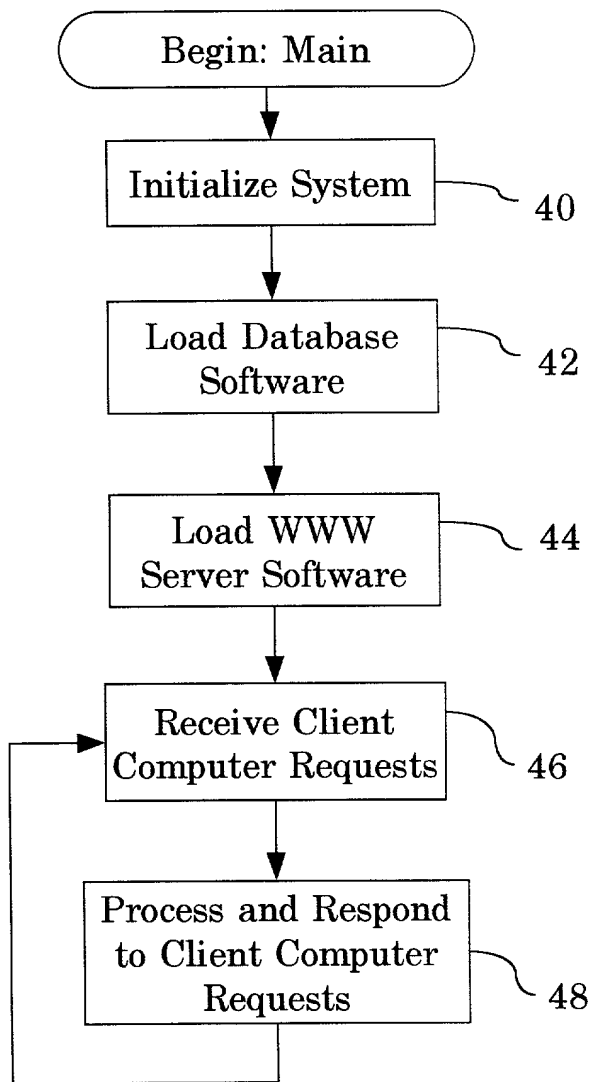 Begin: Main
Initialize System
40
Load Database
Software
42
Load WWW
Server Software
44
Receive Client
Computer Requests
46
Process and Respond
to Client Computer
Requests
48